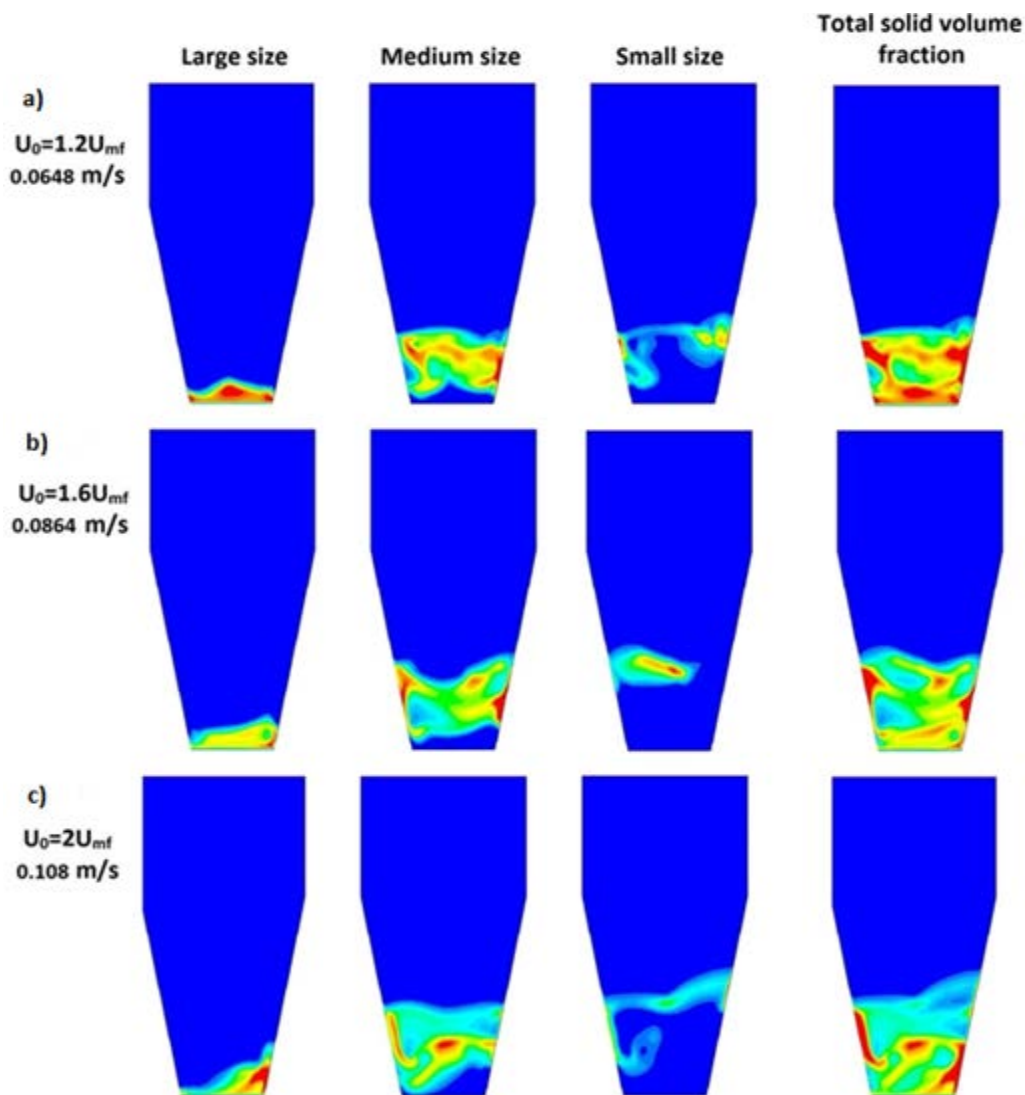 Large size
Medium size
Small size
Total solid volume
fraction
a)
U₀=1.2Uₘf
0.0648 m/s
b)
U₀=1.6Uₘf
0.0864 m/s
c)
U₀=2Uₘf
0.108 m/s